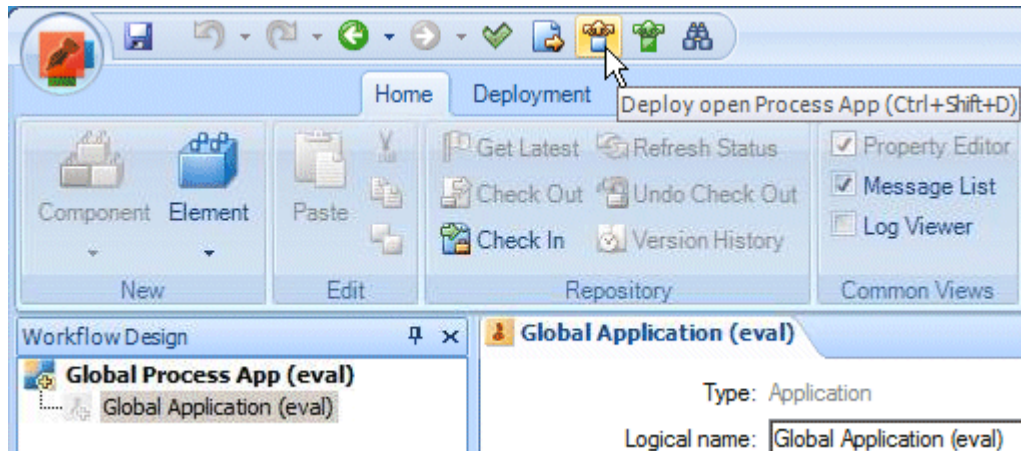 Home Deployment
Deploy open Process App (Ctrl+Shift+D)
Get Latest Refresh Status Property Editor
Component Element Paste Check Out Undo Check Out Message List
Check In Version History Log Viewer
New Edit Repository Common Views
Workflow Design Global Application (eval)
Global Process App (eval)
Global Application (eval)
Type: Application
Logical name: Global Application (eval)